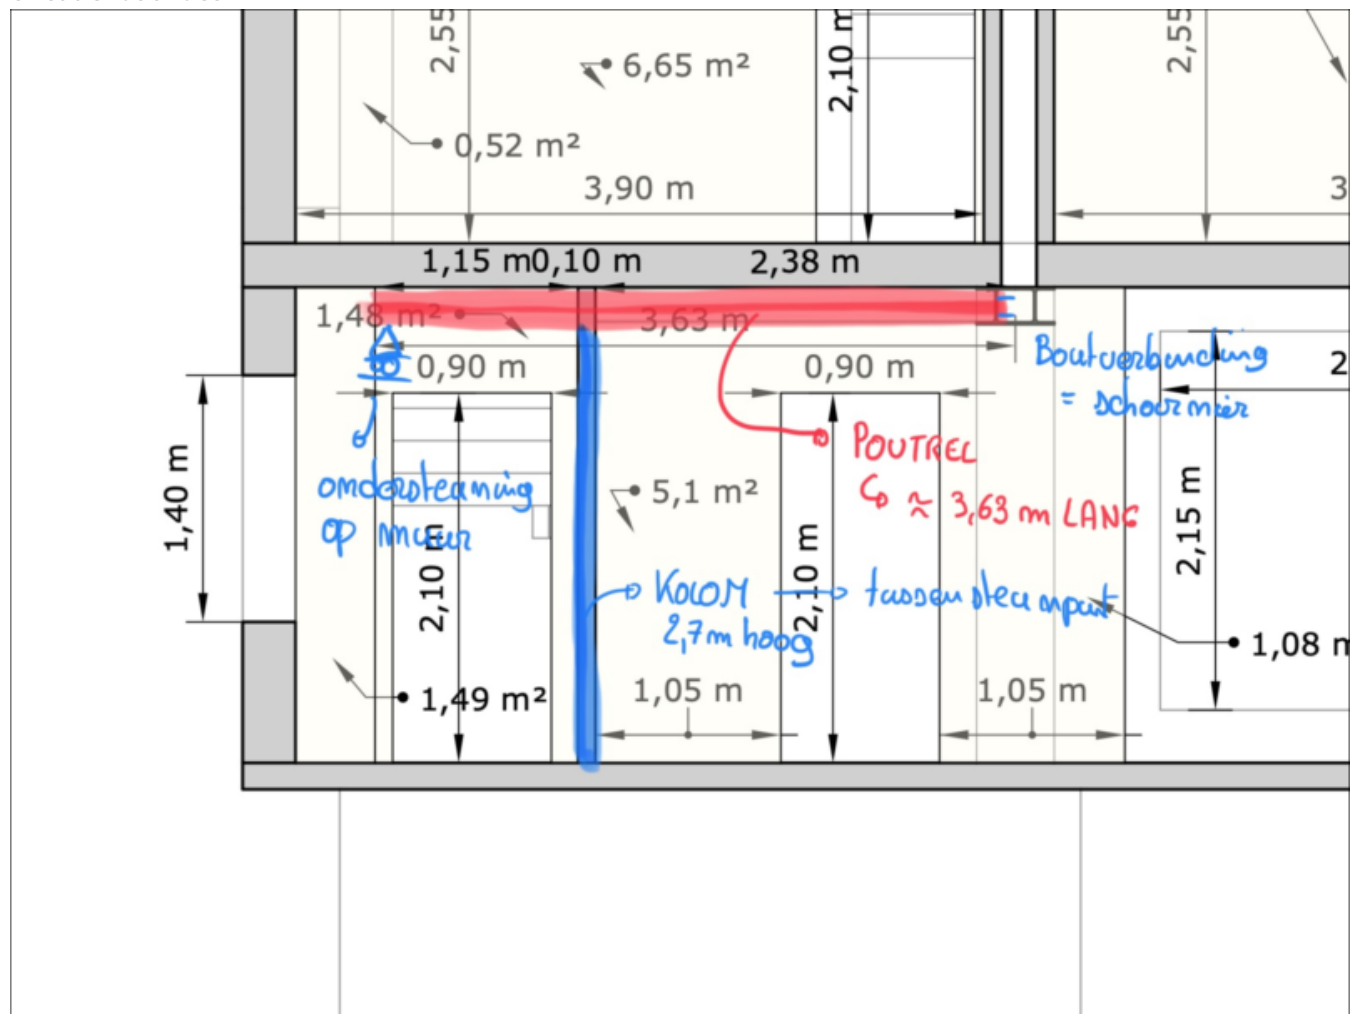 2,55
6,65 m²
2,10 m
2,55
0,52 m²
3,90 m
3
1,15 m
0,10 m
2,38 m
1,48 m²
3,63 m
0,90 m
0,90 m
Boutverbinding
= scharnier
2
1,40 m
POUTREL
↳ ≈ 3,63 m LANG
ondersteuning
op muur
5,1 m²
2,10 m
2,10 m
2,15 m
KOLOM → tussensteunpunt
2,7m hoog
1,08 m
1,49 m²
1,05 m
1,05 m